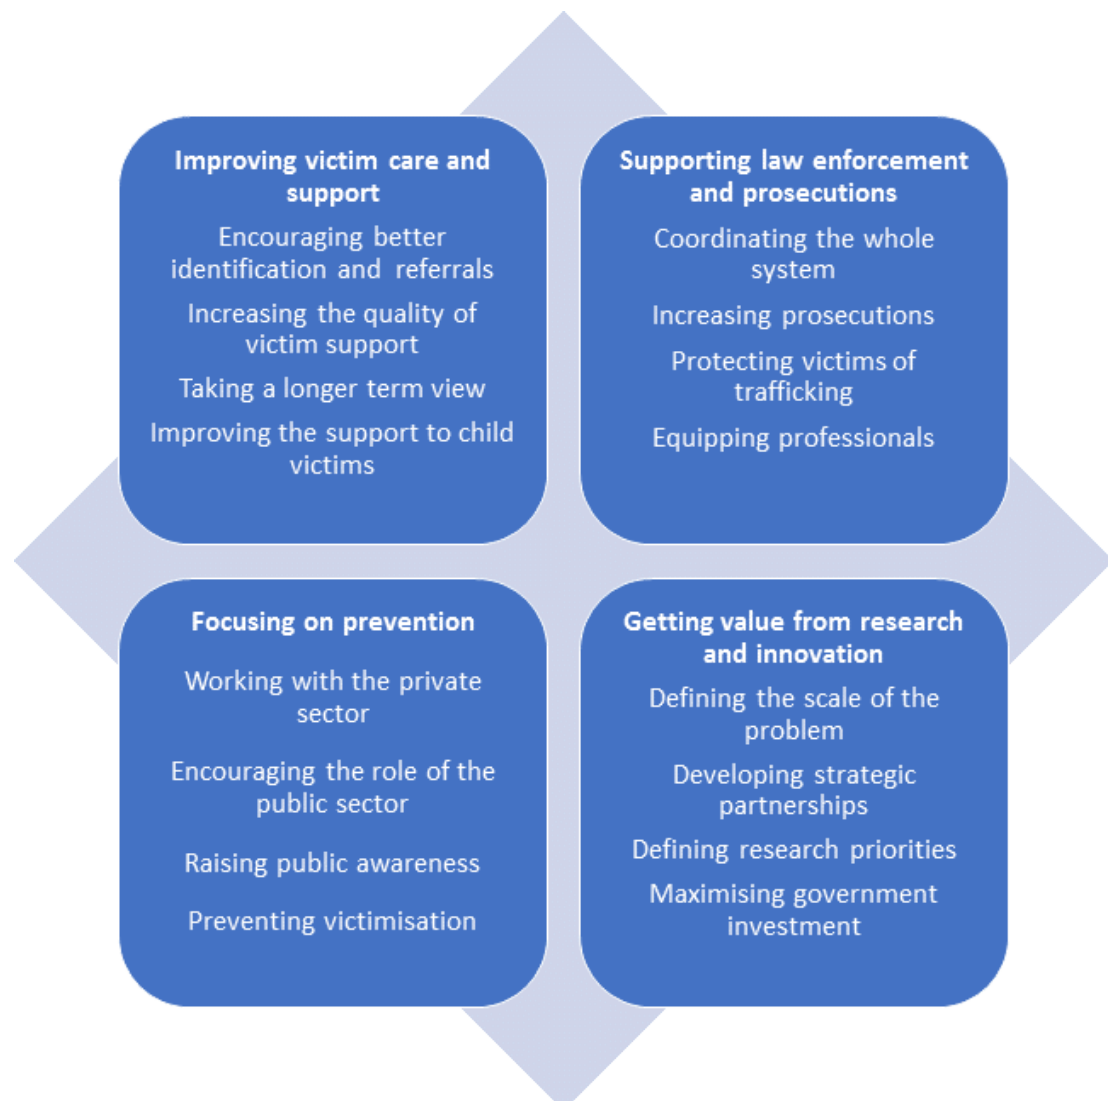 Improving victim care and
support
Encouraging better
identification and referrals
Increasing the quality of
victim support
Taking a longer term view
Improving the support to child
victims
Supporting law enforcement
and prosecutions
Coordinating the whole
system
Increasing prosecutions
Protecting victims of
trafficking
Equipping professionals
Focusing on prevention
Working with the private
sector
Encouraging the role of the
public sector
Raising public awareness
Preventing victimisation
Getting value from research
and innovation
Defining the scale of the
problem
Developing strategic
partnerships
Defining research priorities
Maximising government
investment